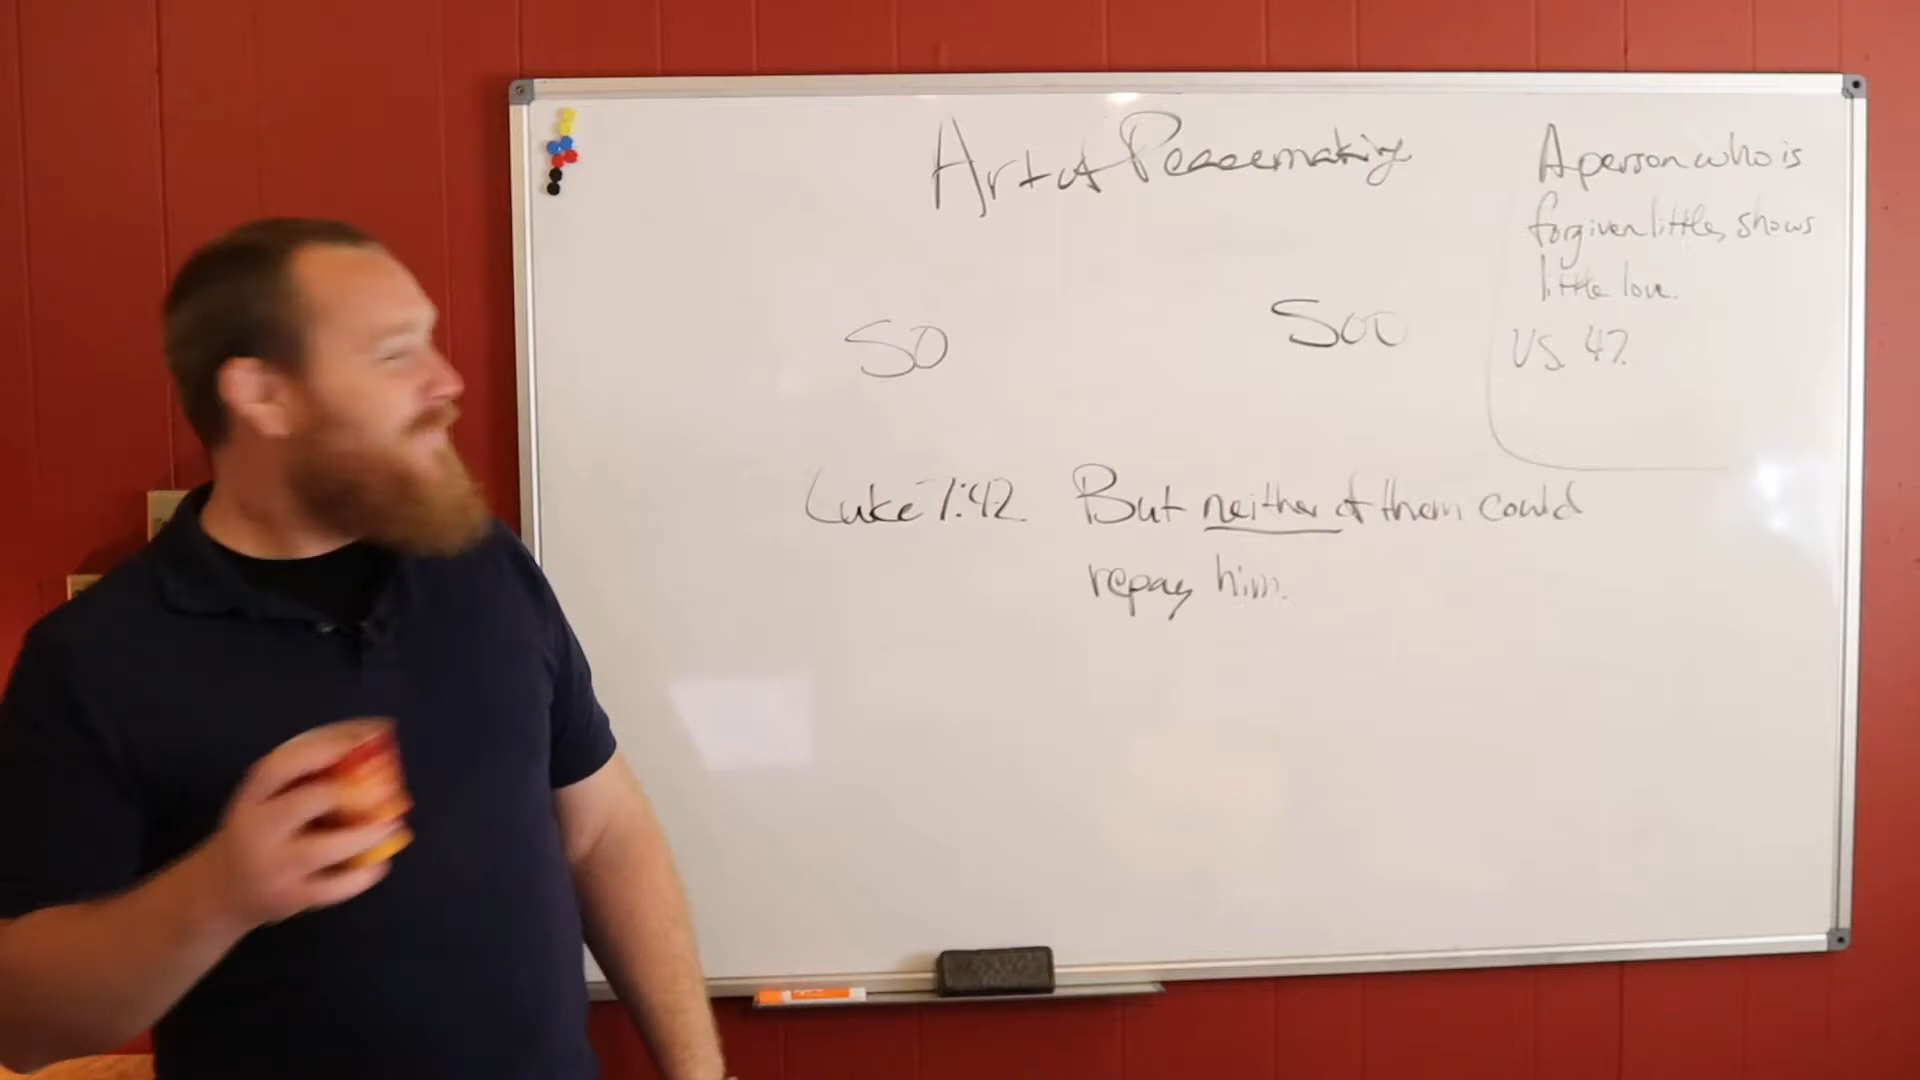 Art of Peacemaking
A person who is
forgiven little, shows
little love.
VS. 47.
50
500
Luke 7:42 But neither of them could
repay him.